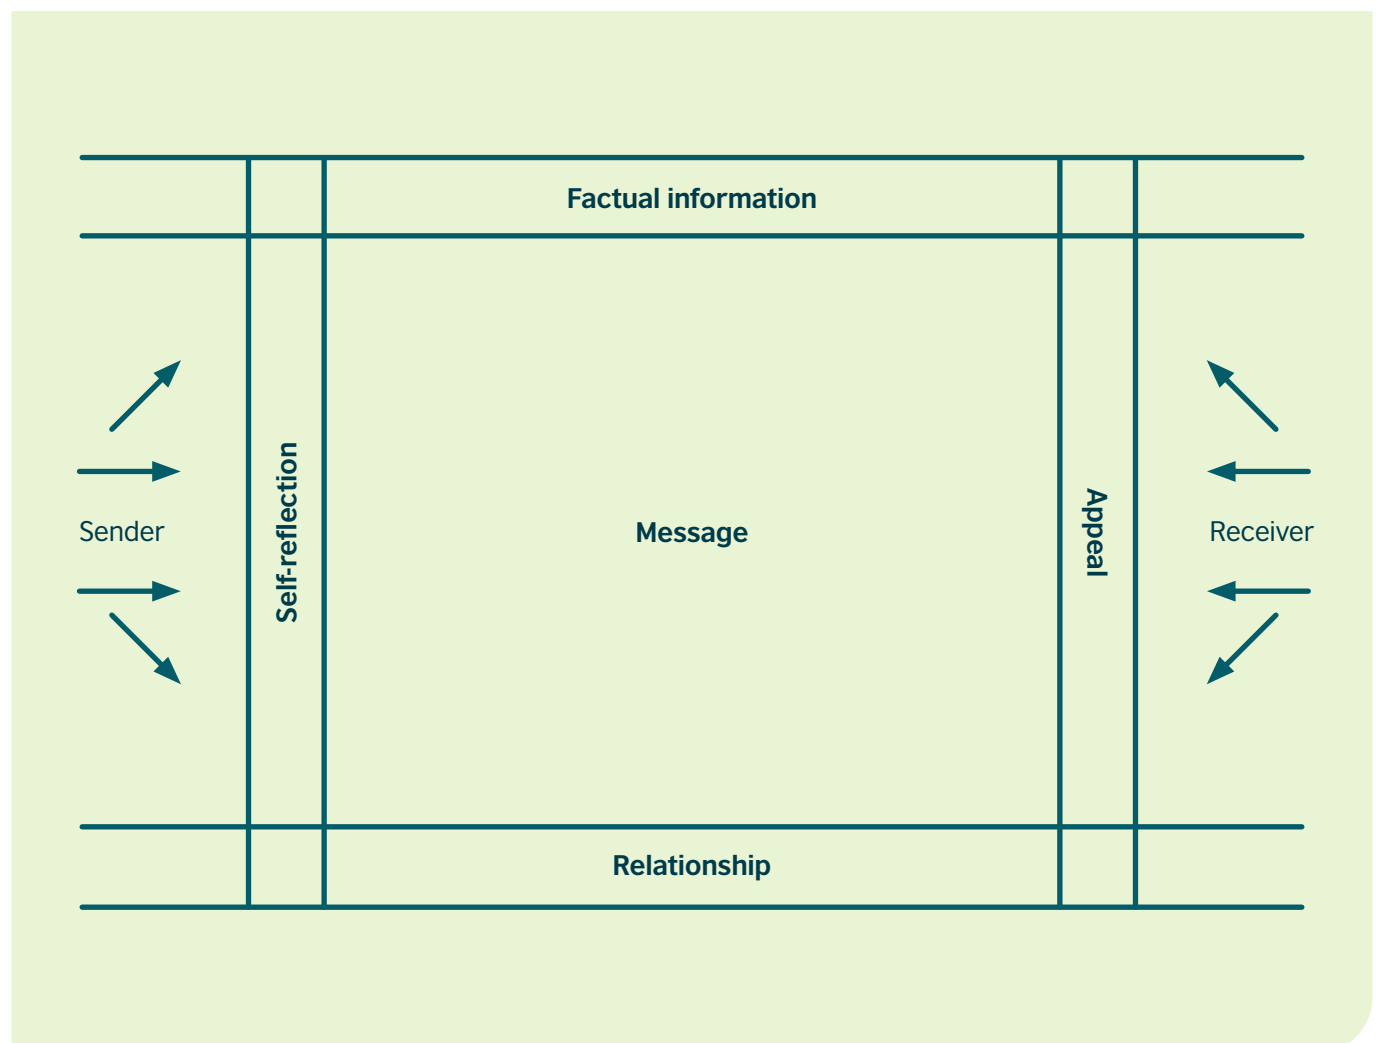 Factual information
Self-reflection
Sender
Message
Appeal
Receiver
Relationship